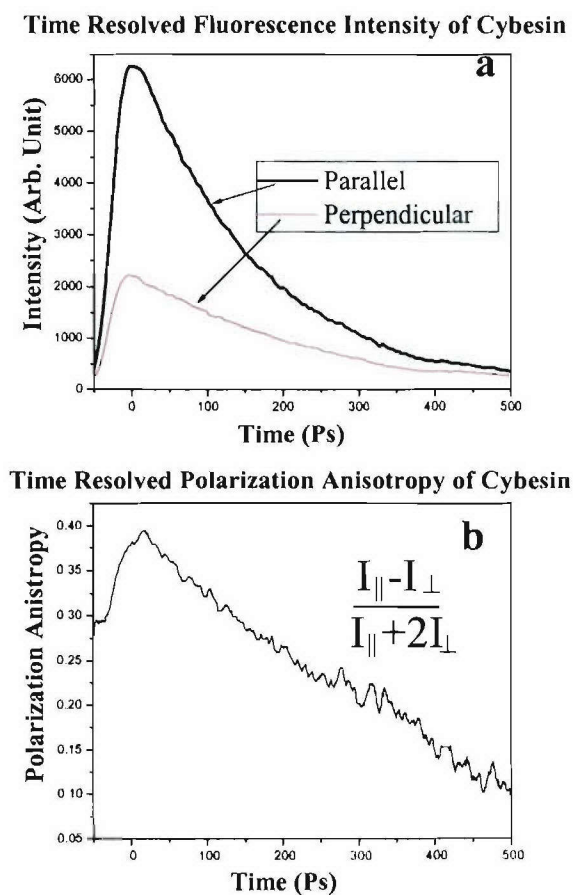 Time Resolved Fluorescence Intensity of Cybesin
a
6000
5000
4000
3000
2000
1000
0
Intensity (Arb. Unit)
Parallel
Perpendicular
0 100 200 300 400 500
Time (Ps)
Time Resolved Polarization Anisotropy of Cybesin
b
0.40
0.35
0.30
0.25
0.20
0.15
0 10
0.05
Polarization Anistropy
I∥-I⊥
I∥+2I⊥
0 100 200 300 400 500
Time (Ps)